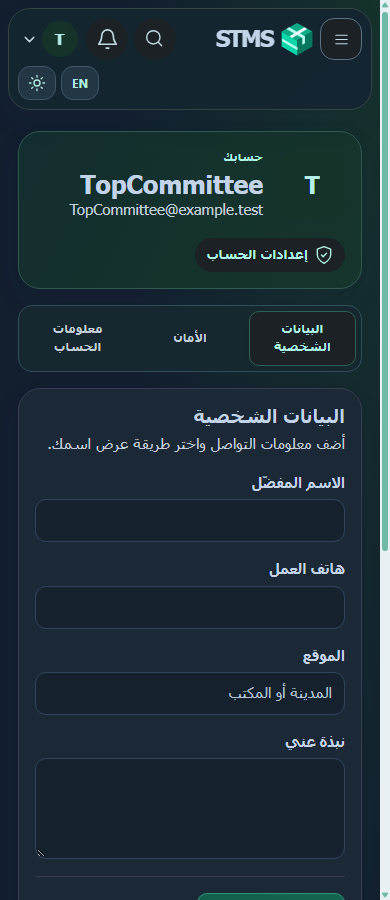 STMS
T
EN
حسابك
TopCommittee
T
TopCommittee@example.test
إعدادات الحساب
البيانات الشخصية
الأمان
معلومات الحساب
البيانات الشخصية
أضف معلومات التواصل واختر طريقة عرض اسمك.
الاسم المفضّل
هاتف العمل
الموقع
المدينة أو المكتب
نبذة عني